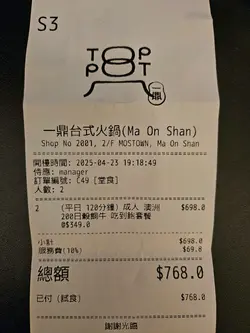 S3
TOP
POT
一鼎
一鼎台式火鍋(Ma On Shan)
Shop No 2001, 2/F MOSTOWN, Ma On Shan
開檯時間: 2025-04-23 19:18:49
侍應: manager
訂單編號: C49 [堂食]
人數: 2
2 (平日 120分鐘) 成人 澳洲 $698.0
200日穀飼牛 吃到飽套餐
@$349.0
小計 $698.0
服務費(10%) $69.0
總額 $768.0
已付 (試食) $768.0
謝謝光臨